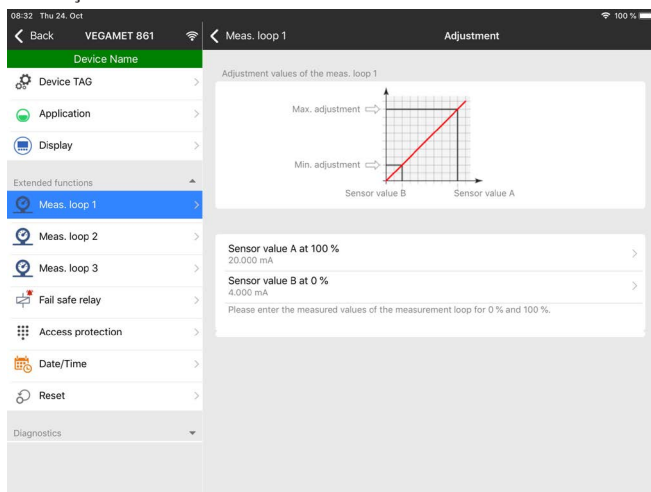 08:32 Thu 24. Oct
100 %
Back VEGAMET 861
Meas. loop 1
Adjustment
Device Name
Device TAG
Application
Display
Extended functions
Meas. loop 1
Meas. loop 2
Meas. loop 3
Fail safe relay
Access protection
Date/Time
Reset
Diagnostics
Adjustment values of the meas. loop 1
Max. adjustment
Min. adjustment
Sensor value B Sensor value A
Sensor value A at 100 %
20.000 mA
Sensor value B at 0 %
4.000 mA
Please enter the measured values of the measurement loop for 0 % and 100 %.